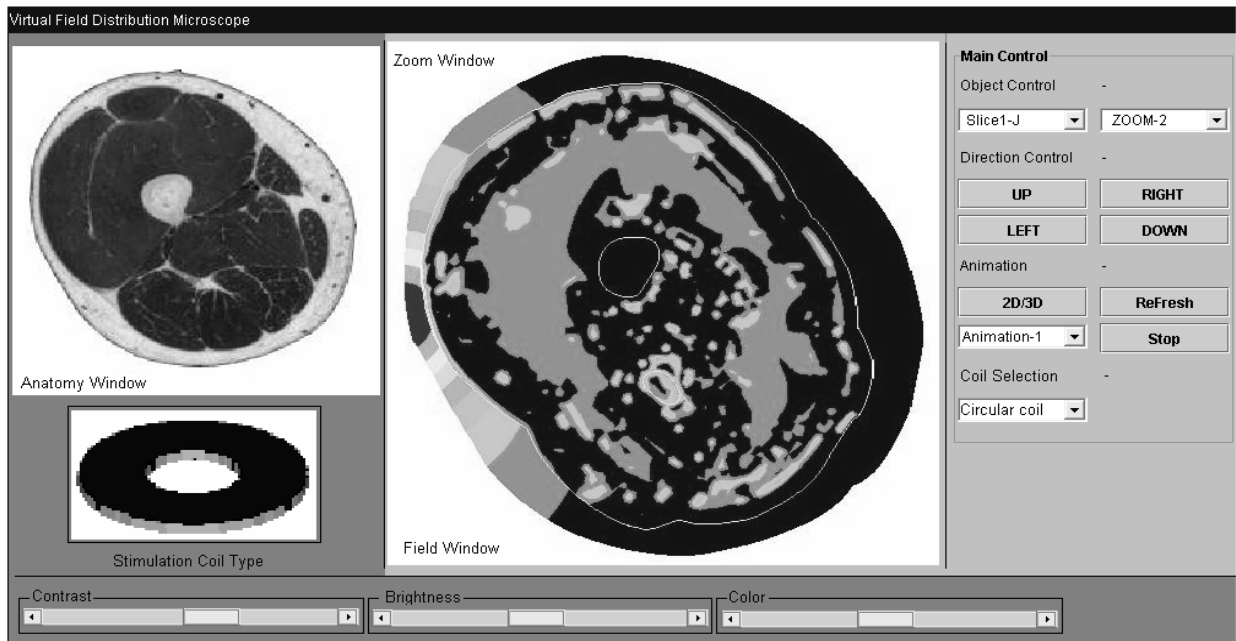 Virtual Field Distribution Microscope
Anatomy Window
Stimulation Coil Type
Zoom Window
Field Window
Main Control
Object Control -
Slice1-J ZOOM-2
Direction Control -
UP RIGHT
LEFT DOWN
Animation -
2D/3D ReFresh
Animation-1 Stop
Coil Selection -
Circular coil
Contrast Brightness Color